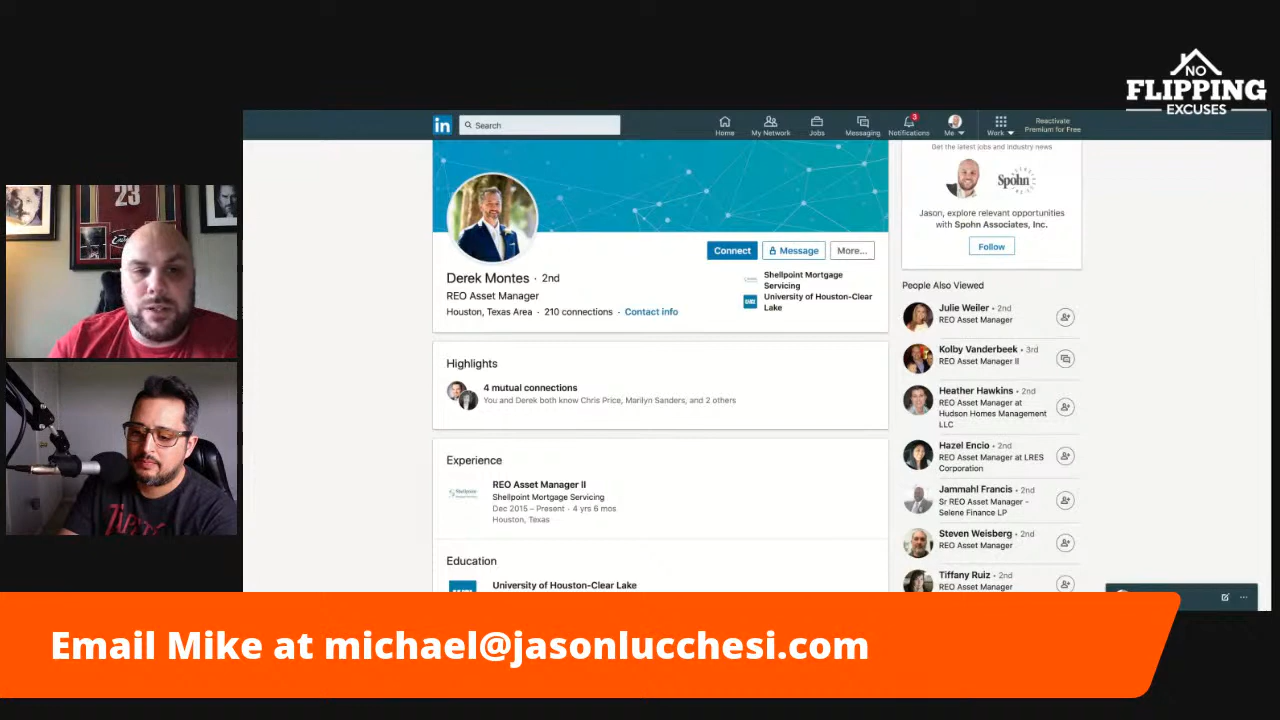 NO
FLIPPING
EXCUSES
in
Search
Home
My Network
Jobs
Messaging
3
Notifications
Me
Work
Reactivate
Premium for Free
Get the latest jobs and industry news
Spohn
Jason, explore relevant opportunities
with Spohn Associates, Inc.
Follow
23
Connect
Message
More...
Derek Montes · 2nd
REO Asset Manager
Houston, Texas Area · 210 connections · Contact info
Shellpoint Mortgage
Servicing
University of Houston-Clear
Lake
Highlights
4 mutual connections
You and Derek both know Chris Price, Marilyn Sanders, and 2 others
Experience
REO Asset Manager II
Shellpoint Mortgage Servicing
Dec 2015 – Present · 4 yrs 6 mos
Houston, Texas
Education
University of Houston-Clear Lake
People Also Viewed
Julie Weiler • 2nd
REO Asset Manager
Kolby Vanderbeek • 3rd
REO Asset Manager II
Heather Hawkins • 2nd
REO Asset Manager at
Hudson Homes Management
LLC
Hazel Encio • 2nd
REO Asset Manager at LRES
Corporation
Jammahl Francis • 2nd
Sr REO Asset Manager -
Selene Finance LP
Steven Weisberg • 2nd
REO Asset Manager
Tiffany Ruiz • 2nd
REO Asset Manager
Email Mike at michael@jasonlucchesi.com